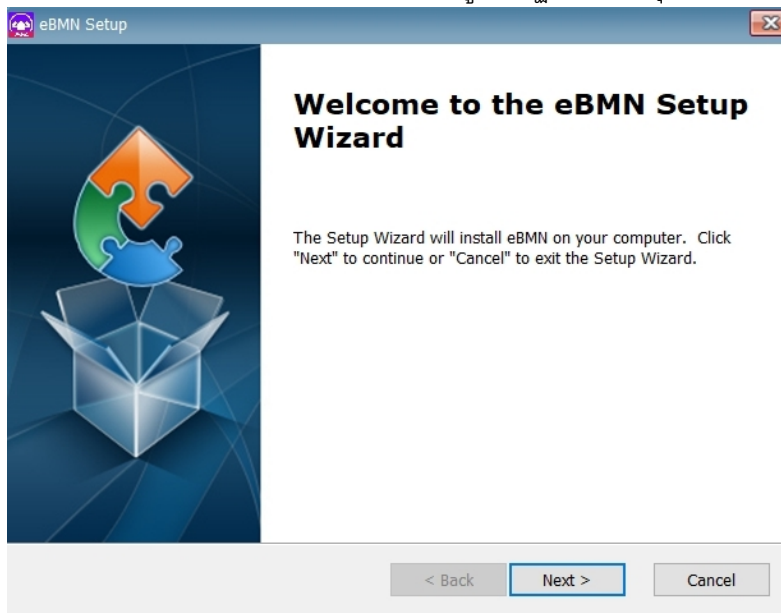 eBMN Setup
Welcome to the eBMN Setup
Wizard
The Setup Wizard will install eBMN on your computer. Click
"Next" to continue or "Cancel" to exit the Setup Wizard.
< Back
Next >
Cancel